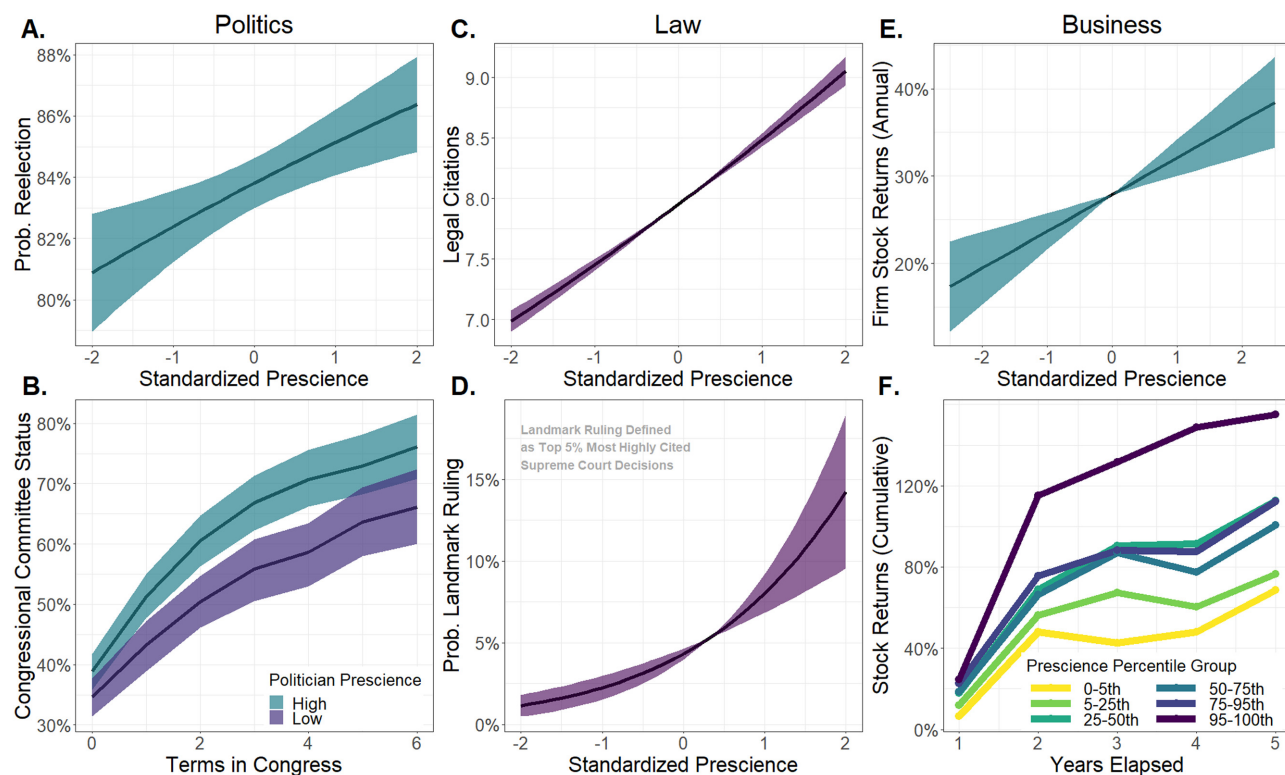 A.
Politics
Prob. Reelection
88%
86%
84%
82%
80%
-2 -1 0 1 2
Standardized Prescience
C.
Law
Legal Citations
9.0
8.5
8.0
7.5
7.0
-2 -1 0 1 2
Standardized Prescience
E.
Business
Firm Stock Returns (Annual)
40%
30%
20%
-2 -1 0 1 2
Standardized Prescience
B.
Congressional Committee Status
80%
70%
60%
50%
40%
30%
Politician Prescience
High
Low
0 2 4 6
Terms in Congress
D.
Prob. Landmark Ruling
Landmark Ruling Defined
as Top 5% Most Highly Cited
Supreme Court Decisions
15%
10%
5%
0%
-2 -1 0 1 2
Standardized Prescience
F.
Stock Returns (Cumulative)
120%
80%
40%
0%
Prescience Percentile Group
0-5th 50-75th
5-25th 75-95th
25-50th 95-100th
1 2 3 4 5
Years Elapsed